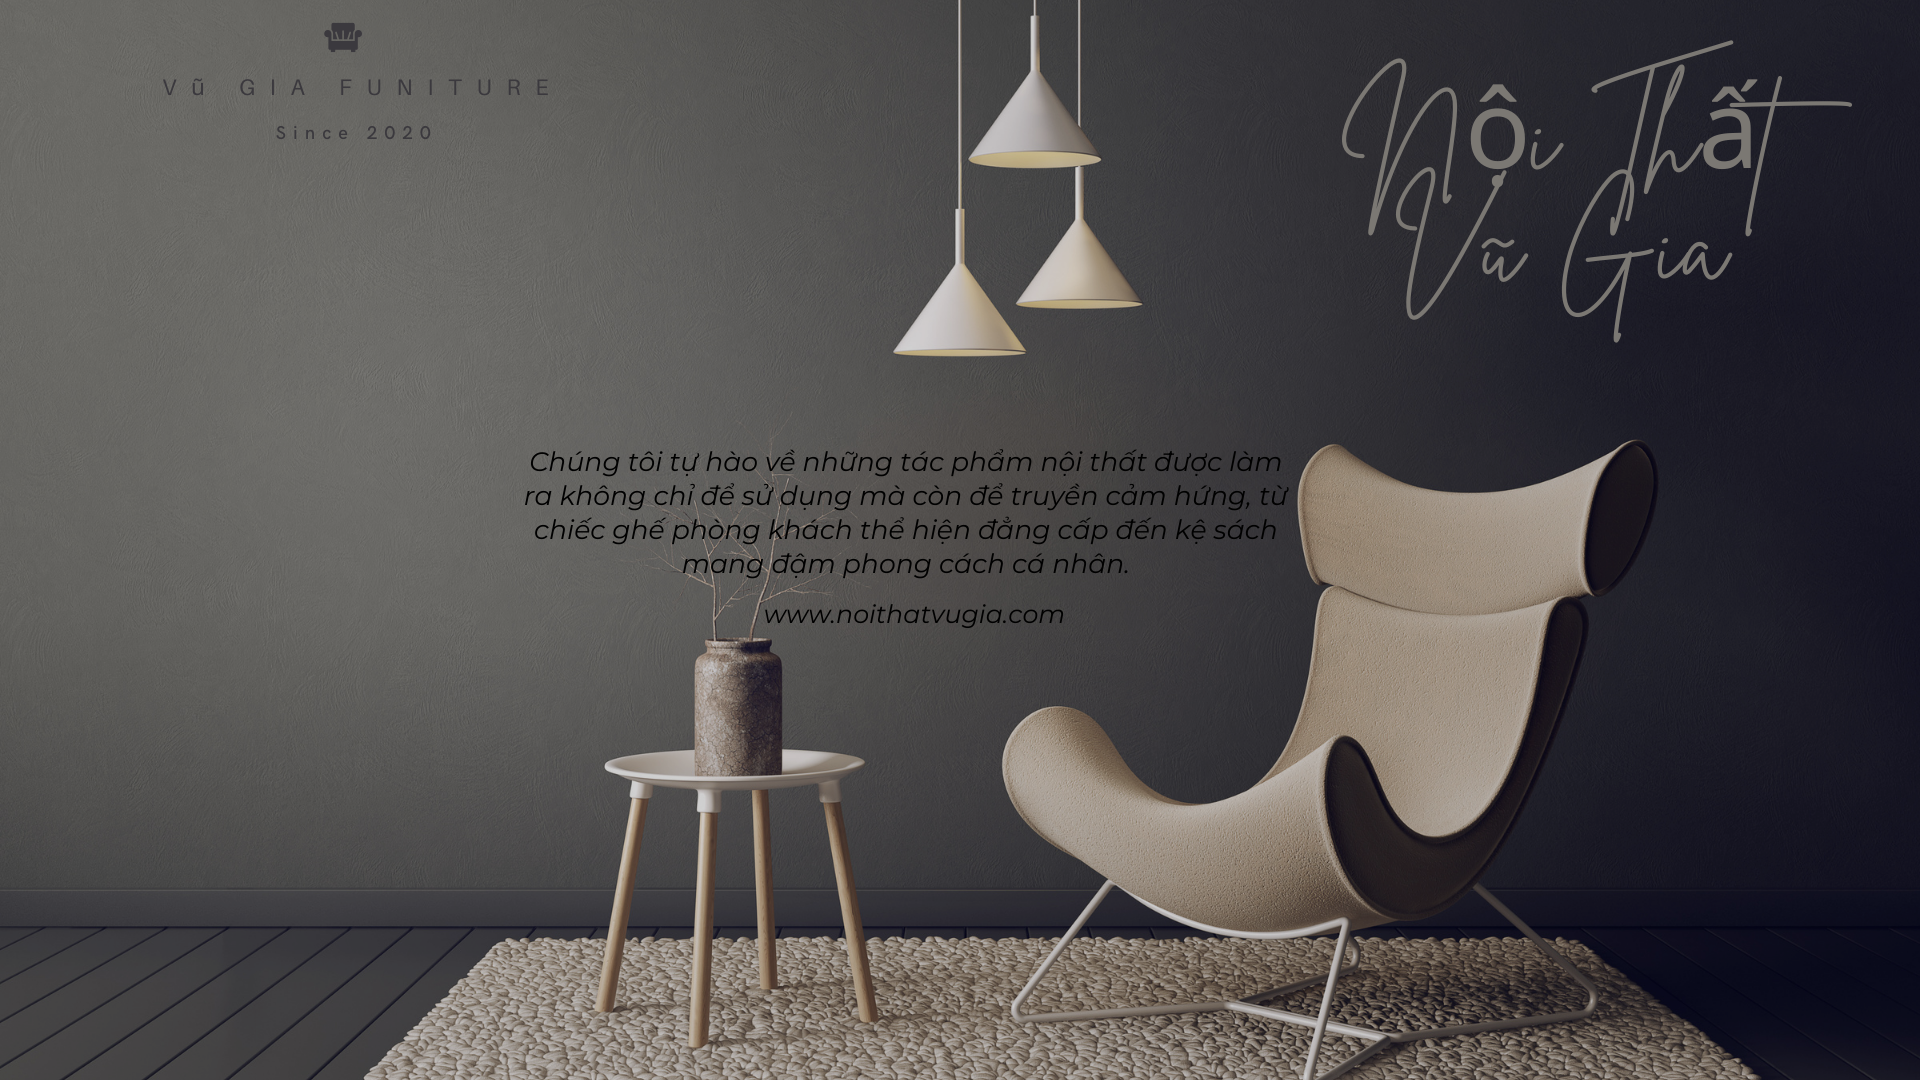 Vũ GIA FUNITURE
Since 2020
Nội Thất
Vũ Gia
Chúng tôi tự hào về những tác phẩm nội thất được làm
ra không chỉ để sử dụng mà còn để truyền cảm hứng, từ
chiếc ghế phòng khách thể hiện đẳng cấp đến kệ sách
mang đậm phong cách cá nhân.
www.noithatvugia.com